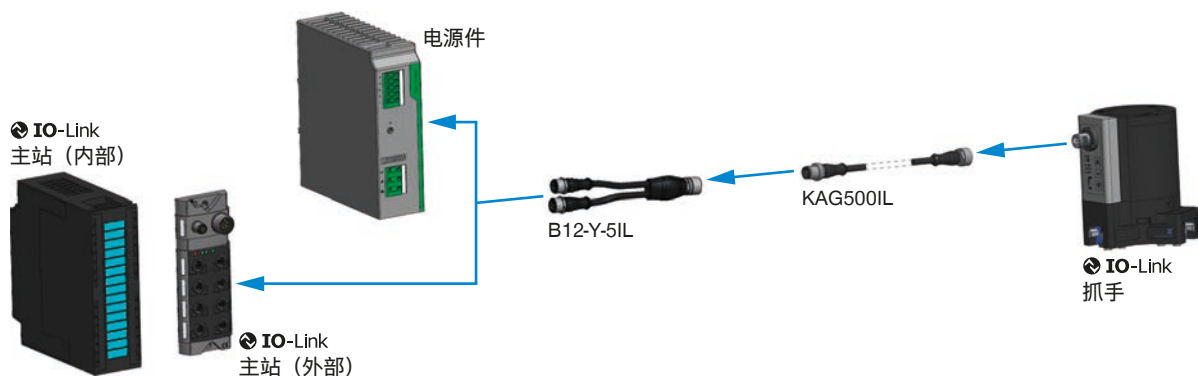 电源件
IO-Link
主站（内部）
KAG500IL
B12-Y-5IL
IO-Link
抓手
IO-Link
主站（外部）